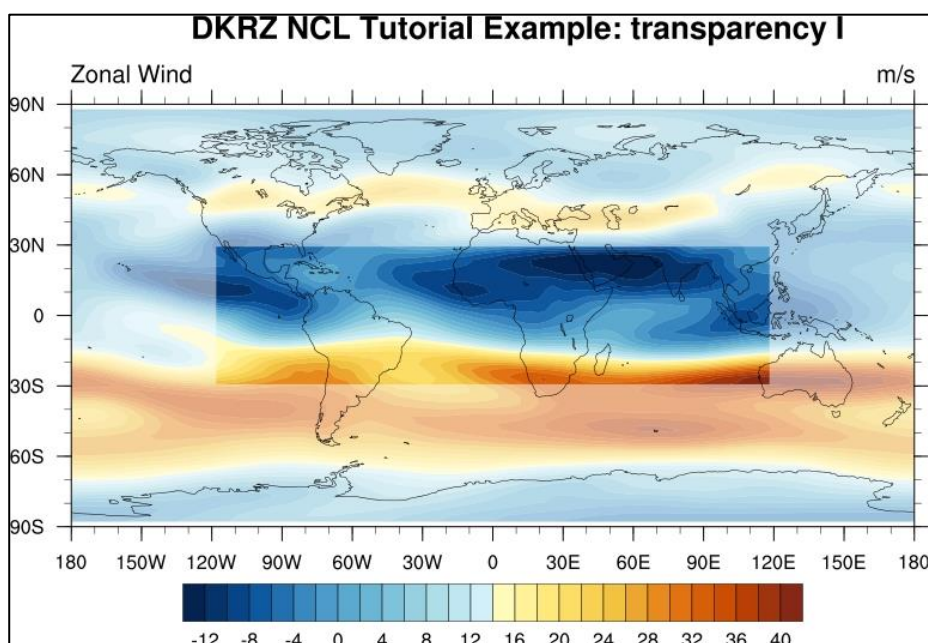 DKRZ NCL Tutorial Example: transparency I
Zonal Wind m/s
90N
60N
30N
0
30S
60S
90S
180 150W 120W 90W 60W 30W 0 30E 60E 90E 120E 150E 180
-12 -8 -4 0 4 8 12 16 20 24 28 32 36 40